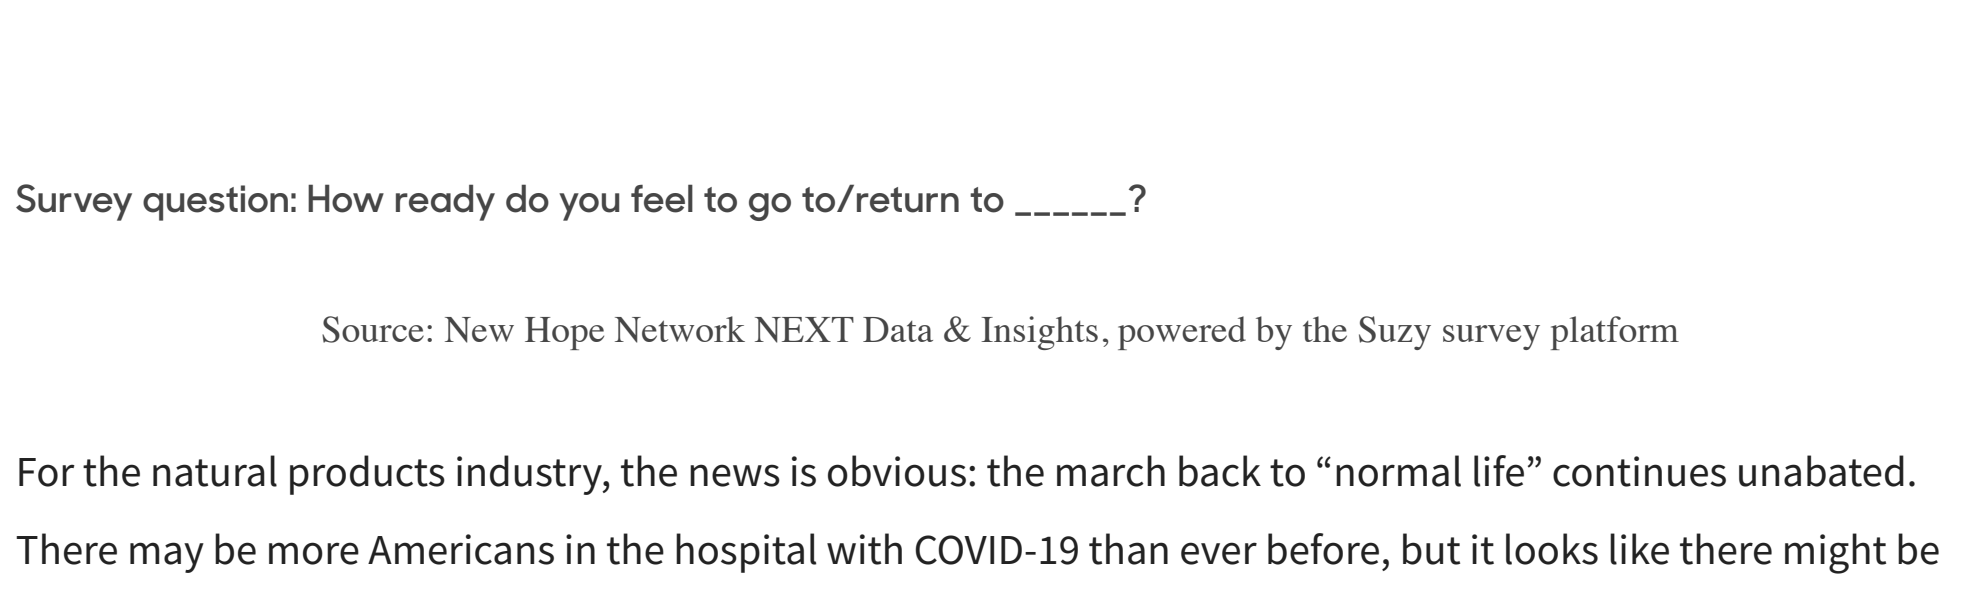 Survey question: How ready do you feel to go to/return to ______?
Source: New Hope Network NEXT Data & Insights, powered by the Suzy survey platform
For the natural products industry, the news is obvious: the march back to “normal life” continues unabated.
There may be more Americans in the hospital with COVID-19 than ever before, but it looks like there might be